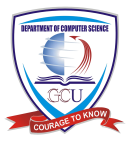 DEPARTMENT OF COMPUTER SCIENCE
GCU
COURAGE TO KNOW